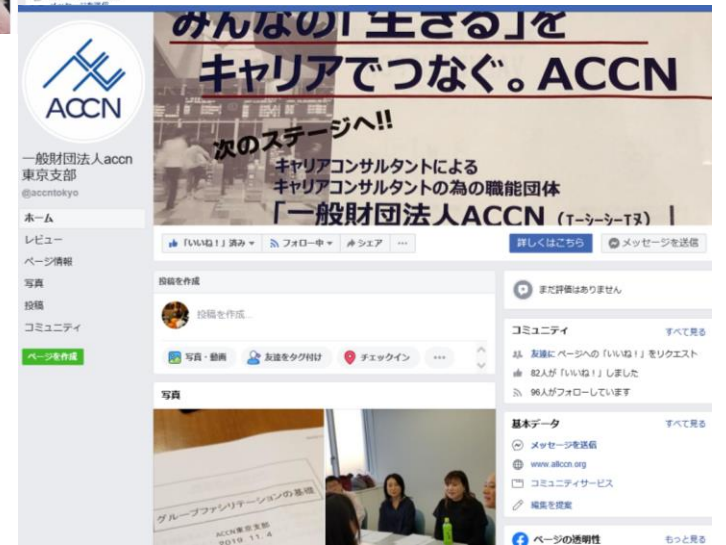 みんなの「生きる」を
キャリアでつなぐ。ACCN
次のステージへ!!
キャリアコンサルタントによる
キャリアコンサルタントの為の職能団体
「一般財団法人ACCN (エーシーシーエヌ) 」
ACCN
一般財団法人accn
東京支部
@accntokyo
ホーム
レビュー
ページ情報
写真
投稿
コミュニティ
ページを作成
「いいね！」済み
フォロー中
シェア
詳しくはこちら
メッセージを送信
投稿を作成
投稿を作成...
写真・動画
友達をタグ付け
チェックイン
写真
グループファシリテーションの基礎
ACCN東京支部
2019. 11. 4
まだ評価はありません
コミュニティ すべて見る
友達にページへの「いいね！」をリクエスト
82人が「いいね！」しました
96人がフォローしています
基本データ すべて見る
メッセージを送信
www.allccn.org
コミュニティサービス
編集を提案
ページの透明性 もっと見る